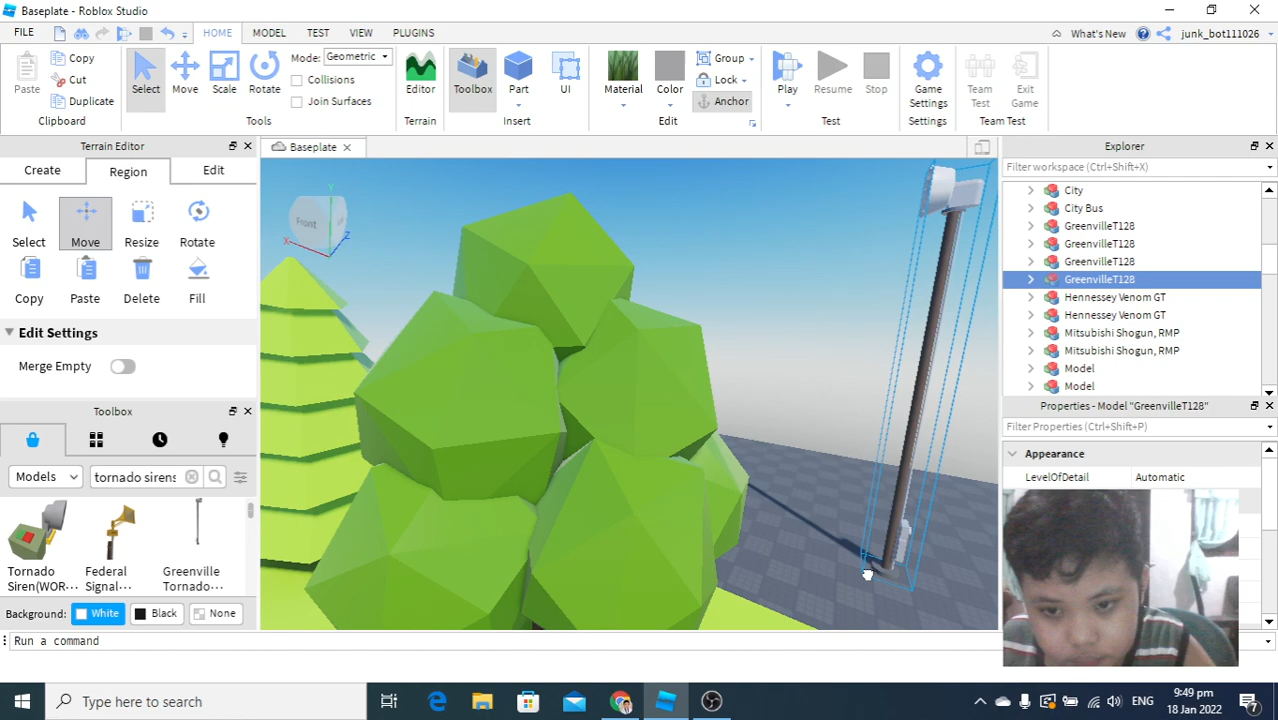 Baseplate - Roblox Studio
FILE HOME MODEL TEST VIEW PLUGINS What's New junk_bot111026
Paste Copy Cut Duplicate Clipboard
Select Move Scale Rotate Mode: Geometric Collisions Join Surfaces Tools
Editor Terrain
Toolbox Part UI Insert
Material Color Group Lock Anchor Edit
Play Resume Stop Test
Game Settings Settings
Team Test Exit Game Team Test
Terrain Editor
Create Region Edit
Select Move Resize Rotate
Copy Paste Delete Fill
Edit Settings
Merge Empty
Toolbox
Models tornado sirens
Tornado Siren(WOR...
Federal Signal...
Greenville Tornado...
Background: White Black None
Run a command
Baseplate
Front
X Y Z
Explorer
Filter workspace (Ctrl+Shift+X)
City
City Bus
GreenvilleT128
GreenvilleT128
GreenvilleT128
GreenvilleT128
Hennessey Venom GT
Hennessey Venom GT
Mitsubishi Shogun, RMP
Mitsubishi Shogun, RMP
Model
Model
Properties - Model "GreenvilleT128"
Filter Properties (Ctrl+Shift+P)
Appearance
LevelOfDetail Automatic
Type here to search
ENG
9:49 pm
18 Jan 2022
7